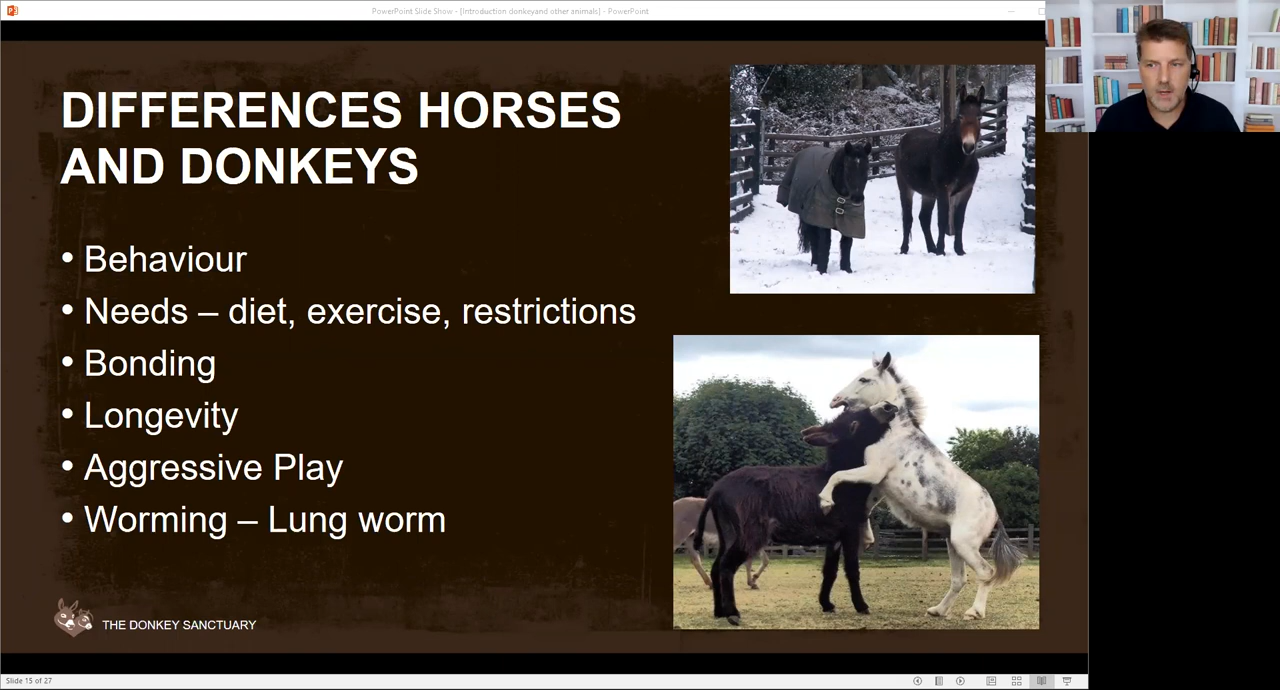 PowerPoint Slide Show - [Introduction donkeyand other animals] - PowerPoint
DIFFERENCES HORSES
AND DONKEYS
• Behaviour
• Needs – diet, exercise, restrictions
• Bonding
• Longevity
• Aggressive Play
• Worming – Lung worm
THE DONKEY SANCTUARY
Slide 15 of 27